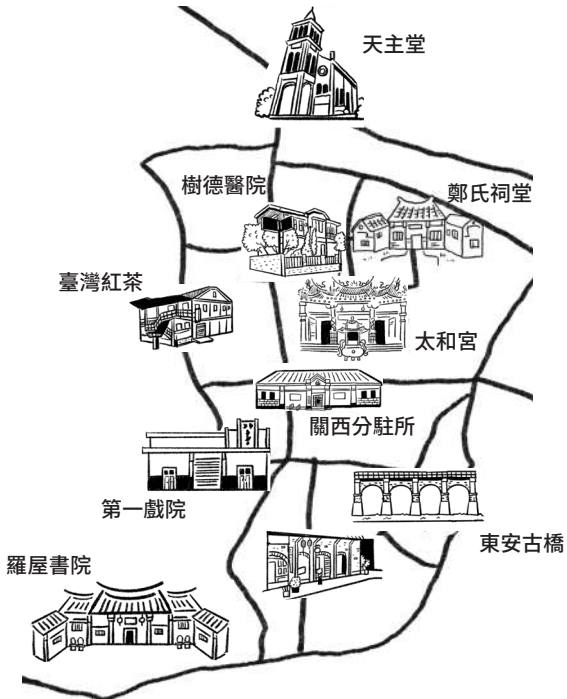 天主堂
樹德醫院
鄭氏祠堂
臺灣紅茶
太和宮
關西分駐所
第一戲院
東安古橋
羅屋書院